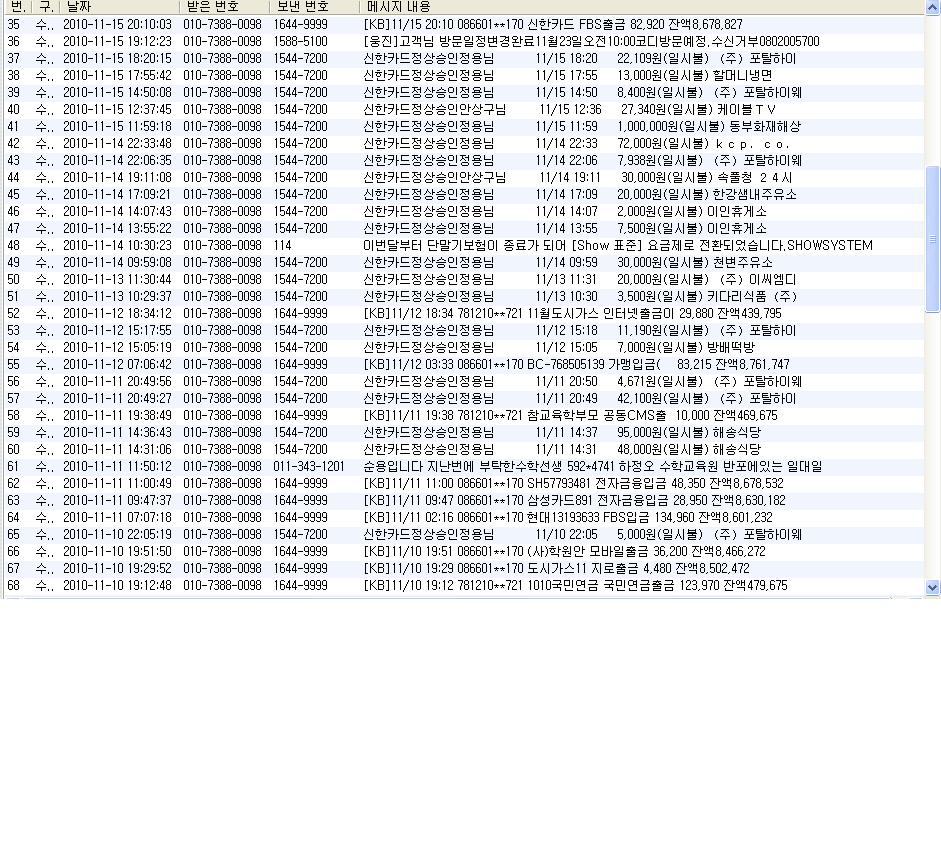 번. 구. 날짜 받은 번호 보낸 번호 메시지 내용
35 수.. 2010-11-15 20:10:03 010-7388-0098 1644-9999 [KB]11/15 20:10 086601**170 신한카드 FBS출금 82,920 잔액8,678,827
36 수.. 2010-11-15 19:12:23 010-7388-0098 1588-5100 [웅진]고객님 방문일정변경완료11월23일오전10:00코디방문예정.수신거부0802005700
37 수.. 2010-11-15 18:20:15 010-7388-0098 1544-7200 신한카드정상승인정용님 11/15 18:20 22,109원(일시불) (주) 포탈하이
38 수.. 2010-11-15 17:55:42 010-7388-0098 1544-7200 신한카드정상승인정용님 11/15 17:55 13,000원(일시불) 할머니냉면
39 수.. 2010-11-15 14:50:08 010-7388-0098 1544-7200 신한카드정상승인정용님 11/15 14:50 8,400원(일시불) (주) 포탈하이웨
40 수.. 2010-11-15 12:37:45 010-7388-0098 1544-7200 신한카드정상승인안상구님 11/15 12:36 27,340원(일시불) 케이블TV
41 수.. 2010-11-15 11:59:18 010-7388-0098 1544-7200 신한카드정상승인정용님 11/15 11:59 1,000,000원(일시불) 동부화재해상
42 수.. 2010-11-14 22:33:48 010-7388-0098 1544-7200 신한카드정상승인정용님 11/14 22:33 72,000원(일시불) kcp. co.
43 수.. 2010-11-14 22:06:35 010-7388-0098 1544-7200 신한카드정상승인정용님 11/14 22:06 7,938원(일시불) (주) 포탈하이웨
44 수.. 2010-11-14 19:11:08 010-7388-0098 1544-7200 신한카드정상승인안상구님 11/14 19:11 30,000원(일시불) 속풀청 24시
45 수.. 2010-11-14 17:09:21 010-7388-0098 1544-7200 신한카드정상승인정용님 11/14 17:09 20,000원(일시불) 한강샘내주유소
46 수.. 2010-11-14 14:07:43 010-7388-0098 1544-7200 신한카드정상승인정용님 11/14 14:07 2,000원(일시불) 이인휴게소
47 수.. 2010-11-14 13:55:22 010-7388-0098 1544-7200 신한카드정상승인정용님 11/14 13:55 7,500원(일시불) 이인휴게소
48 수.. 2010-11-14 10:30:23 010-7388-0098 114 이번달부터 단말기보험이 종료가 되어 [Show 표준] 요금제로 전환되었습니다.SHOWSYSTEM
49 수.. 2010-11-14 09:59:08 010-7388-0098 1544-7200 신한카드정상승인정용님 11/14 09:59 30,000원(일시불) 천변주유소
50 수.. 2010-11-13 11:30:44 010-7388-0098 1544-7200 신한카드정상승인정용님 11/13 11:31 20,000원(일시불) (주) 이씨엠디
51 수.. 2010-11-13 10:29:37 010-7388-0098 1544-7200 신한카드정상승인정용님 11/13 10:30 3,500원(일시불) 키다리식품 (주)
52 수.. 2010-11-12 18:34:12 010-7388-0098 1644-9999 [KB]11/12 18:34 781210**721 11월도시가스 인터넷출금이 29,880 잔액439,795
53 수.. 2010-11-12 15:17:55 010-7388-0098 1544-7200 신한카드정상승인정용님 11/12 15:18 11,190원(일시불) (주) 포탈하이
54 수.. 2010-11-12 15:05:19 010-7388-0098 1544-7200 신한카드정상승인정용님 11/12 15:05 7,000원(일시불) 방배떡방
55 수.. 2010-11-12 07:06:42 010-7388-0098 1644-9999 [KB]11/12 03:33 086601**170 BC-768505139 가맹입금( 83,215 잔액8,761,747
56 수.. 2010-11-11 20:49:56 010-7388-0098 1544-7200 신한카드정상승인정용님 11/11 20:50 4,671원(일시불) (주) 포탈하이웨
57 수.. 2010-11-11 20:49:27 010-7388-0098 1544-7200 신한카드정상승인정용님 11/11 20:49 42,100원(일시불) (주) 포탈하이
58 수.. 2010-11-11 19:38:49 010-7388-0098 1644-9999 [KB]11/11 19:38 781210**721 참교육학부모 공동CMS출 10,000 잔액469,675
59 수.. 2010-11-11 14:36:43 010-7388-0098 1544-7200 신한카드정상승인정용님 11/11 14:37 95,000원(일시불) 해송식당
60 수.. 2010-11-11 14:31:06 010-7388-0098 1544-7200 신한카드정상승인정용님 11/11 14:31 48,000원(일시불) 해송식당
61 수.. 2010-11-11 11:50:12 010-7388-0098 011-343-1201 순용입니다 지난번에 부탁한수학선생 592*4741 하정오 수학교육원 반포에있는 일대일
62 수.. 2010-11-11 11:00:49 010-7388-0098 1644-9999 [KB]11/11 11:00 086601**170 SH57793481 전자금융입금 48,350 잔액8,678,532
63 수.. 2010-11-11 09:47:37 010-7388-0098 1644-9999 [KB]11/11 09:47 086601**170 삼성카드891 전자금융입금 28,950 잔액8,630,182
64 수.. 2010-11-11 07:07:18 010-7388-0098 1644-9999 [KB]11/11 02:16 086601**170 현대13193633 FBS입금 134,960 잔액8,601,232
65 수.. 2010-11-10 22:05:19 010-7388-0098 1544-7200 신한카드정상승인정용님 11/10 22:05 5,000원(일시불) (주) 포탈하이웨
66 수.. 2010-11-10 19:51:50 010-7388-0098 1644-9999 [KB]11/10 19:51 086601**170 (사)학원안 모바일출금 36,200 잔액8,466,272
67 수.. 2010-11-10 19:29:52 010-7388-0098 1644-9999 [KB]11/10 19:29 086601**170 도시가스11 지로출금 4,480 잔액8,502,472
68 수.. 2010-11-10 19:12:48 010-7388-0098 1644-9999 [KB]11/10 19:12 781210**721 1010국민연금 국민연금출금 123,970 잔액479,675